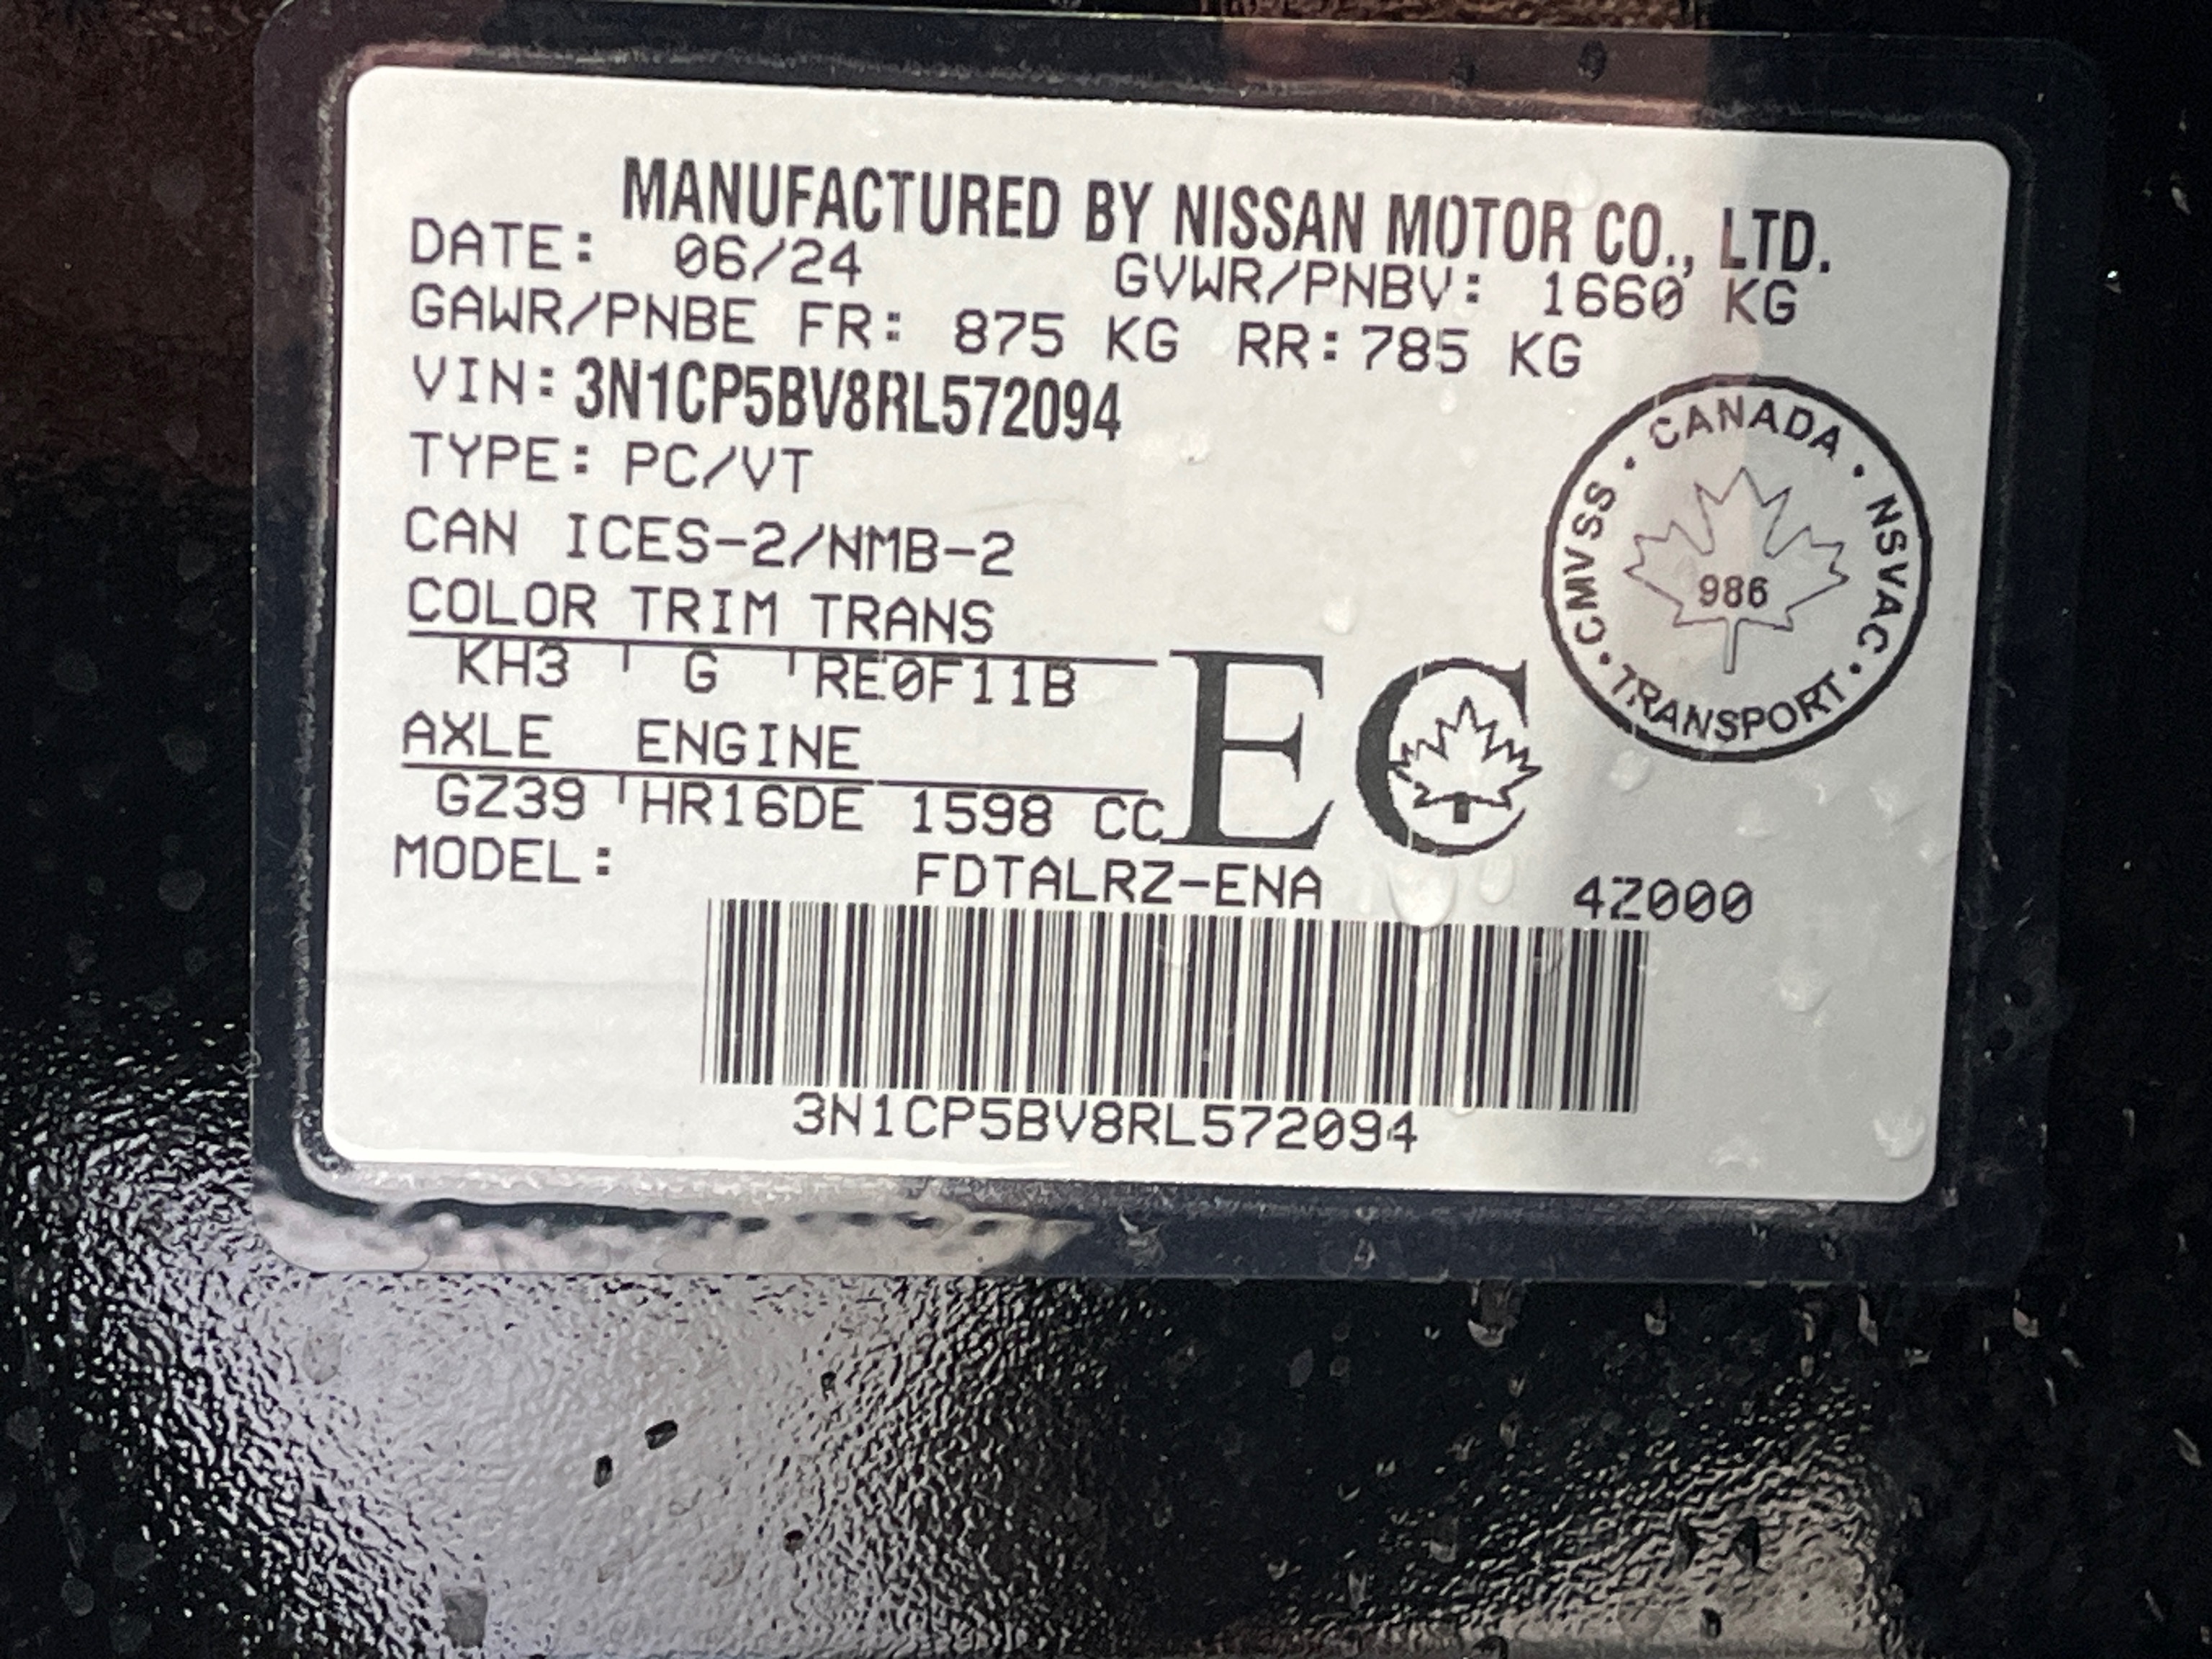 MANUFACTURED BY NISSAN MOTOR CO., LTD.
DATE: 06/24 GVWR/PNBV: 1660 KG
GAWR/PNBE FR: 875 KG RR:785 KG
VIN: 3N1CP5BV8RL572094
TYPE: PC/VT
CAN ICES-2/NMB-2
COLOR TRIM TRANS
KH3 G RE0F11B
AXLE ENGINE
GZ39 HR16DE 1598 CC
EC
CANADA • NSVAC • TRANSPORT • CMVSS •
986
MODEL: FDTALRZ-ENA 4Z000
3N1CP5BV8RL572094